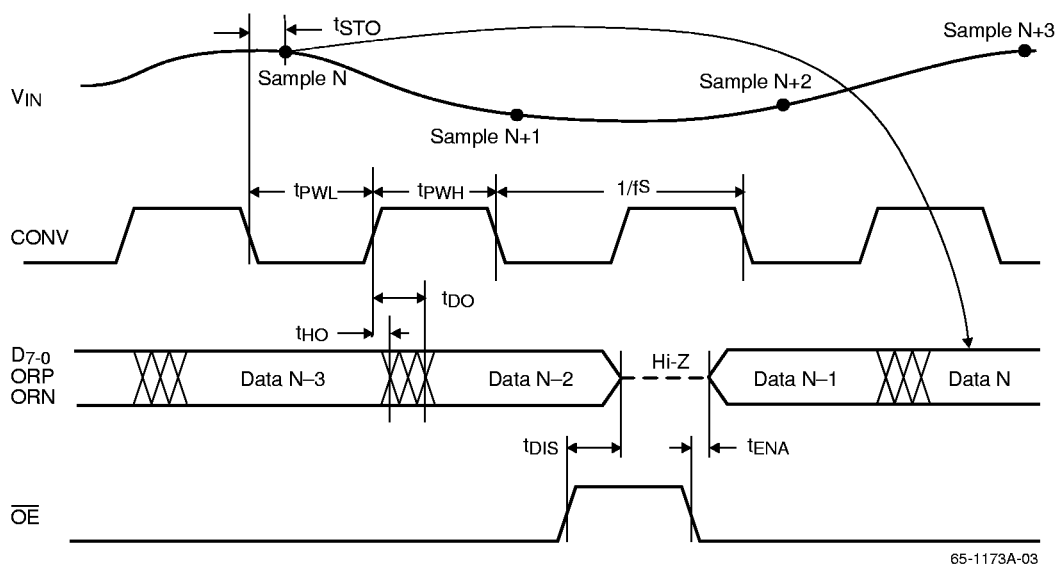 tSTO
Sample N+3
Sample N
VIN
Sample N+2
Sample N+1
tPWL
tPWH
1/fS
CONV
tDO
tHO
D7-0
ORP
ORN
Data N–3
Data N–2
Hi-Z
Data N–1
Data N
tDIS
tENA
OE
65-1173A-03